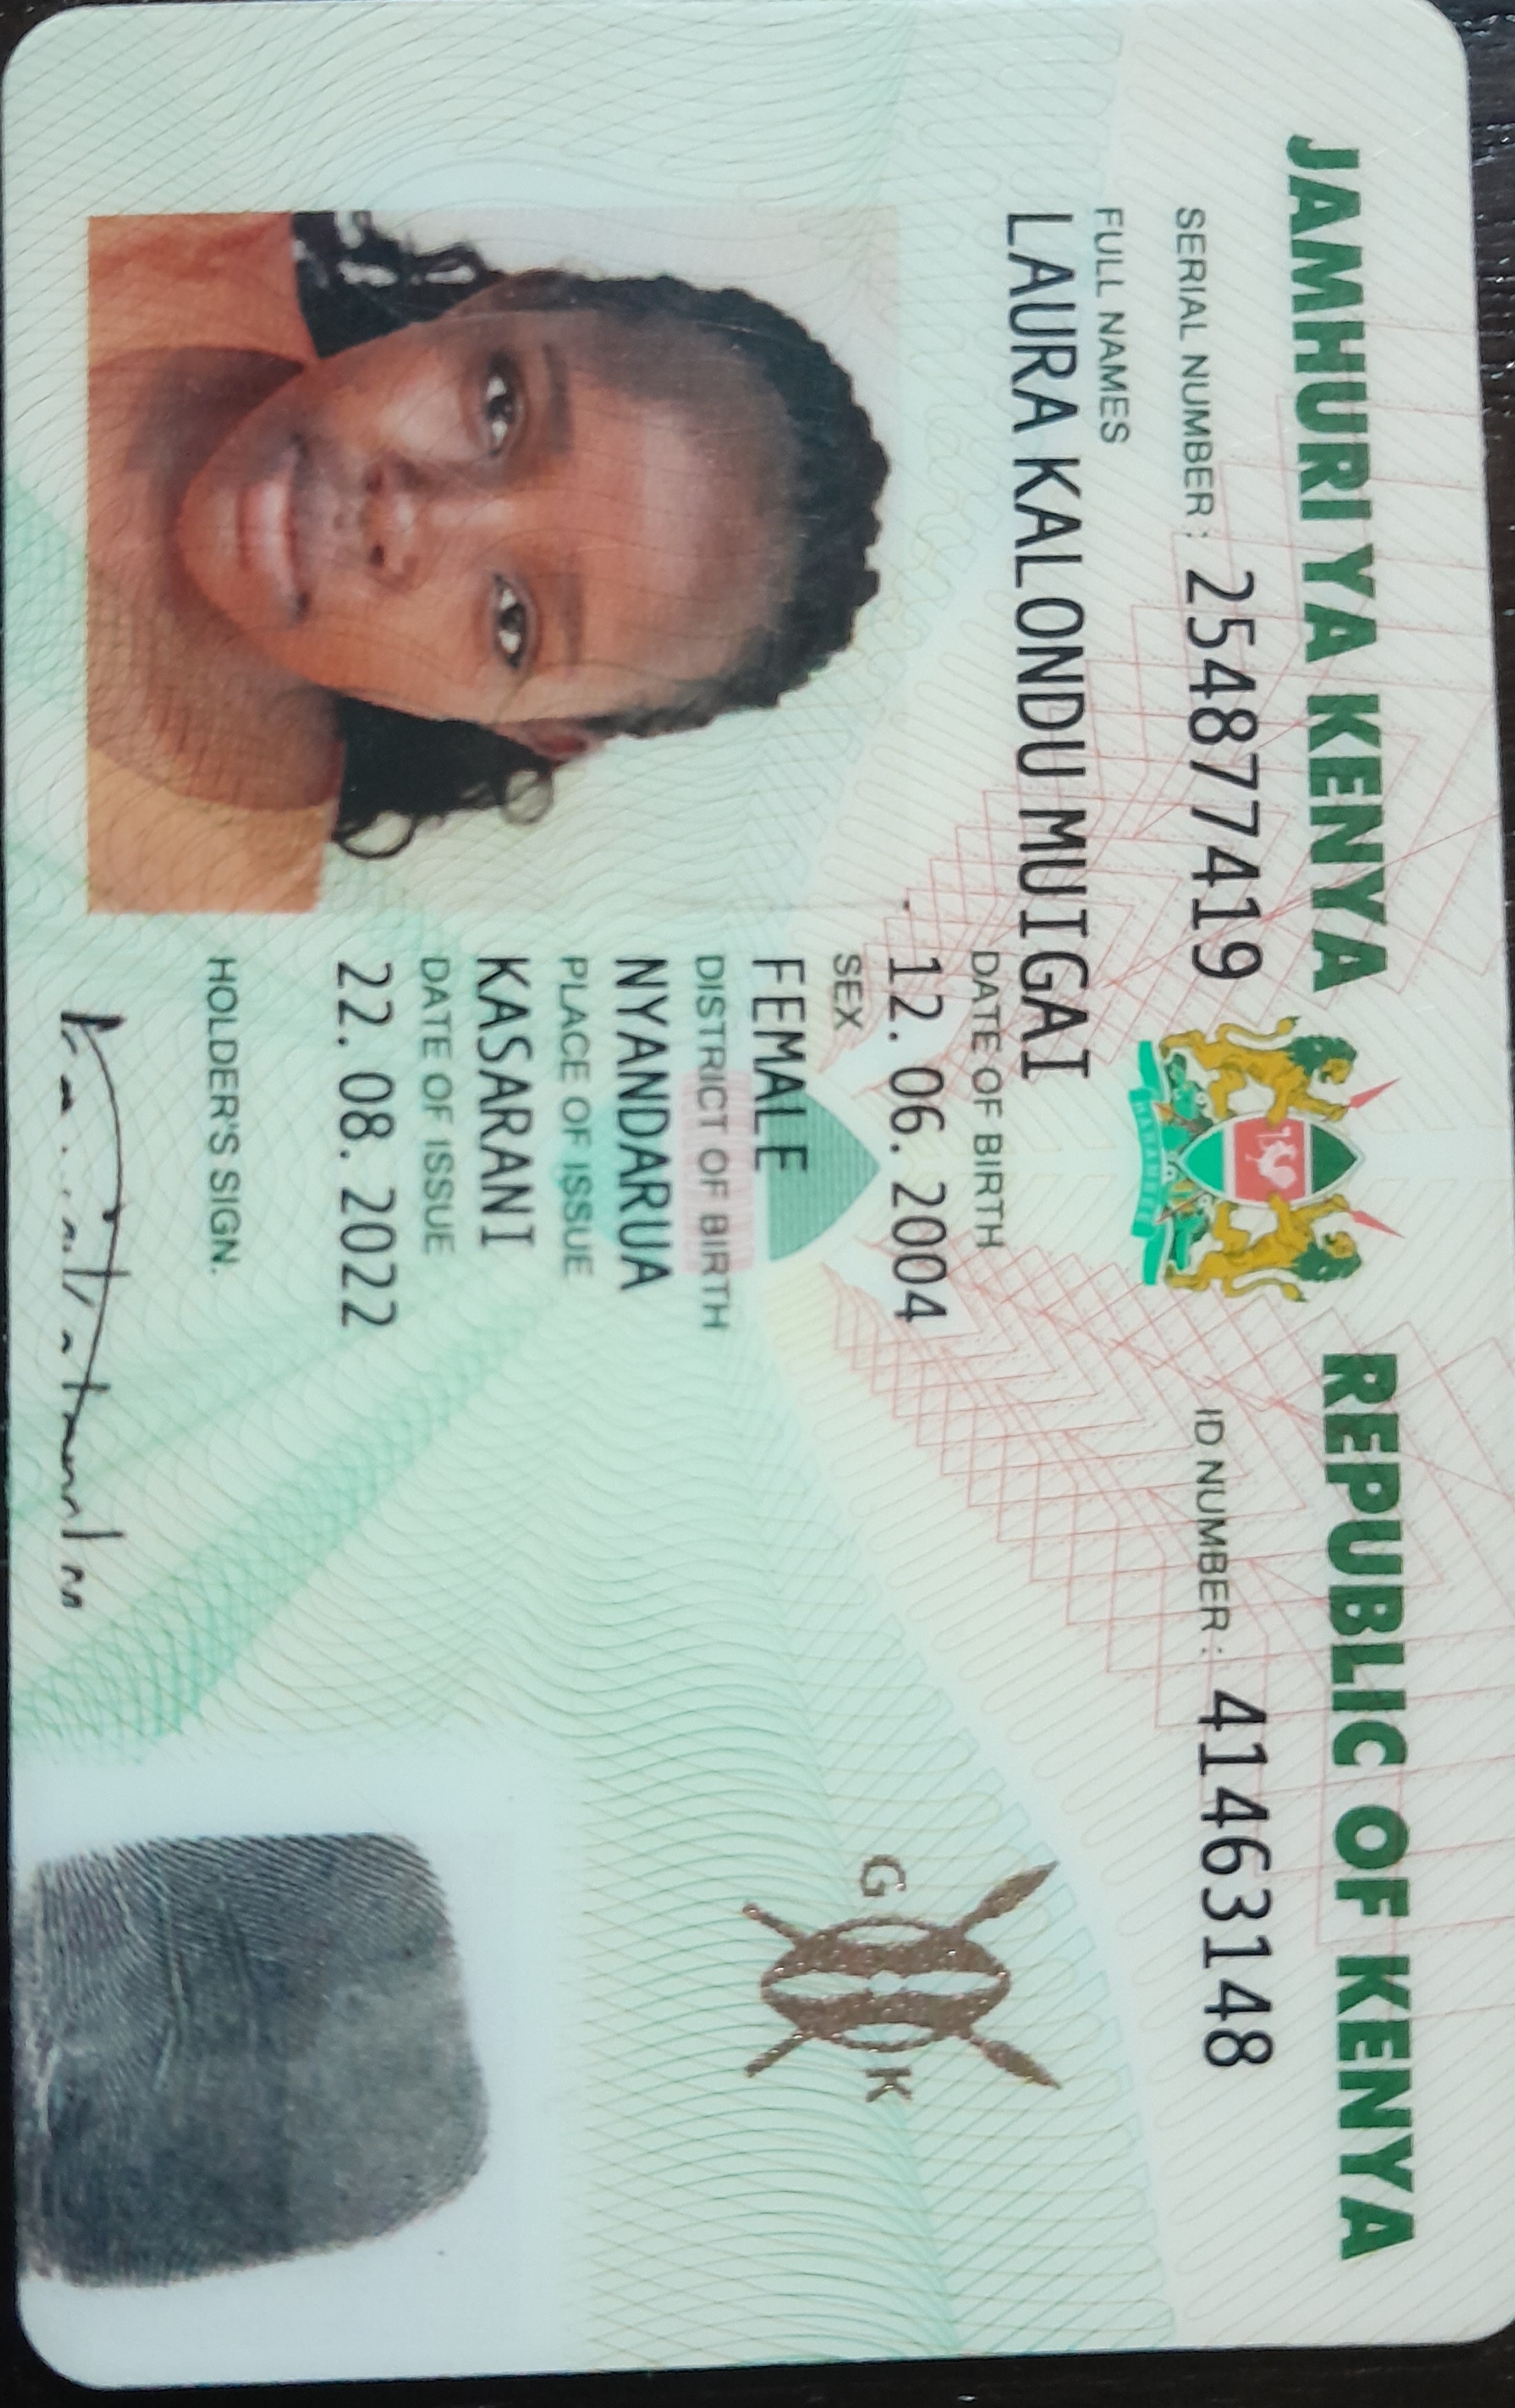 JAMHURI YA KENYA REPUBLIC OF KENYA
SERIAL NUMBER: 254877419 ID NUMBER: 41463148
FULL NAMES
LAURA KALONDU MUIGAI
DATE OF BIRTH
12.06.2004
SEX
FEMALE
DISTRICT OF BIRTH
NYANDARUA
PLACE OF ISSUE
KASARANI
DATE OF ISSUE
22.08.2022
HOLDER'S SIGN.
G K
HARAMBEE